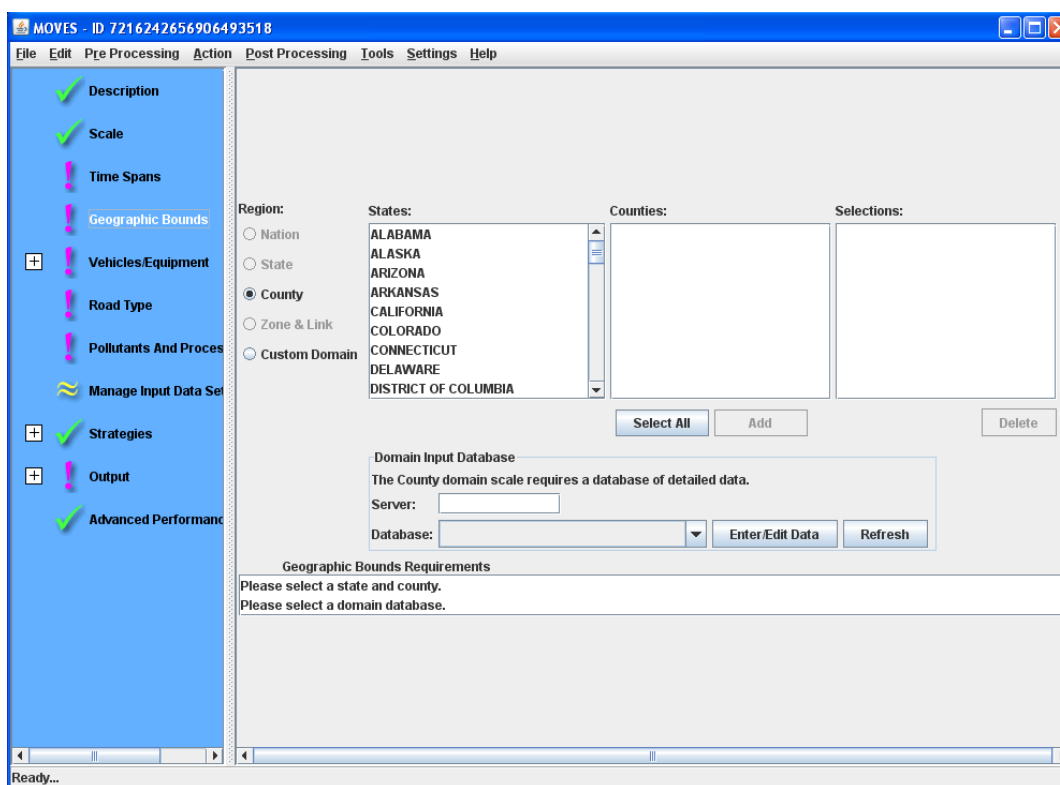 MOVES - ID 7216242656906493518
File Edit Pre Processing Action Post Processing Tools Settings Help
Description
Scale
Time Spans
Geographic Bounds
Vehicles/Equipment
Road Type
Pollutants And Proces
Manage Input Data Set
Strategies
Output
Advanced Performanc
Region:
Nation
State
County
Zone & Link
Custom Domain
States:
ALABAMA
ALASKA
ARIZONA
ARKANSAS
CALIFORNIA
COLORADO
CONNECTICUT
DELAWARE
DISTRICT OF COLUMBIA
Counties:
Selections:
Select All
Add
Delete
Domain Input Database
The County domain scale requires a database of detailed data.
Server:
Database:
Enter/Edit Data
Refresh
Geographic Bounds Requirements
Please select a state and county.
Please select a domain database.
Ready...